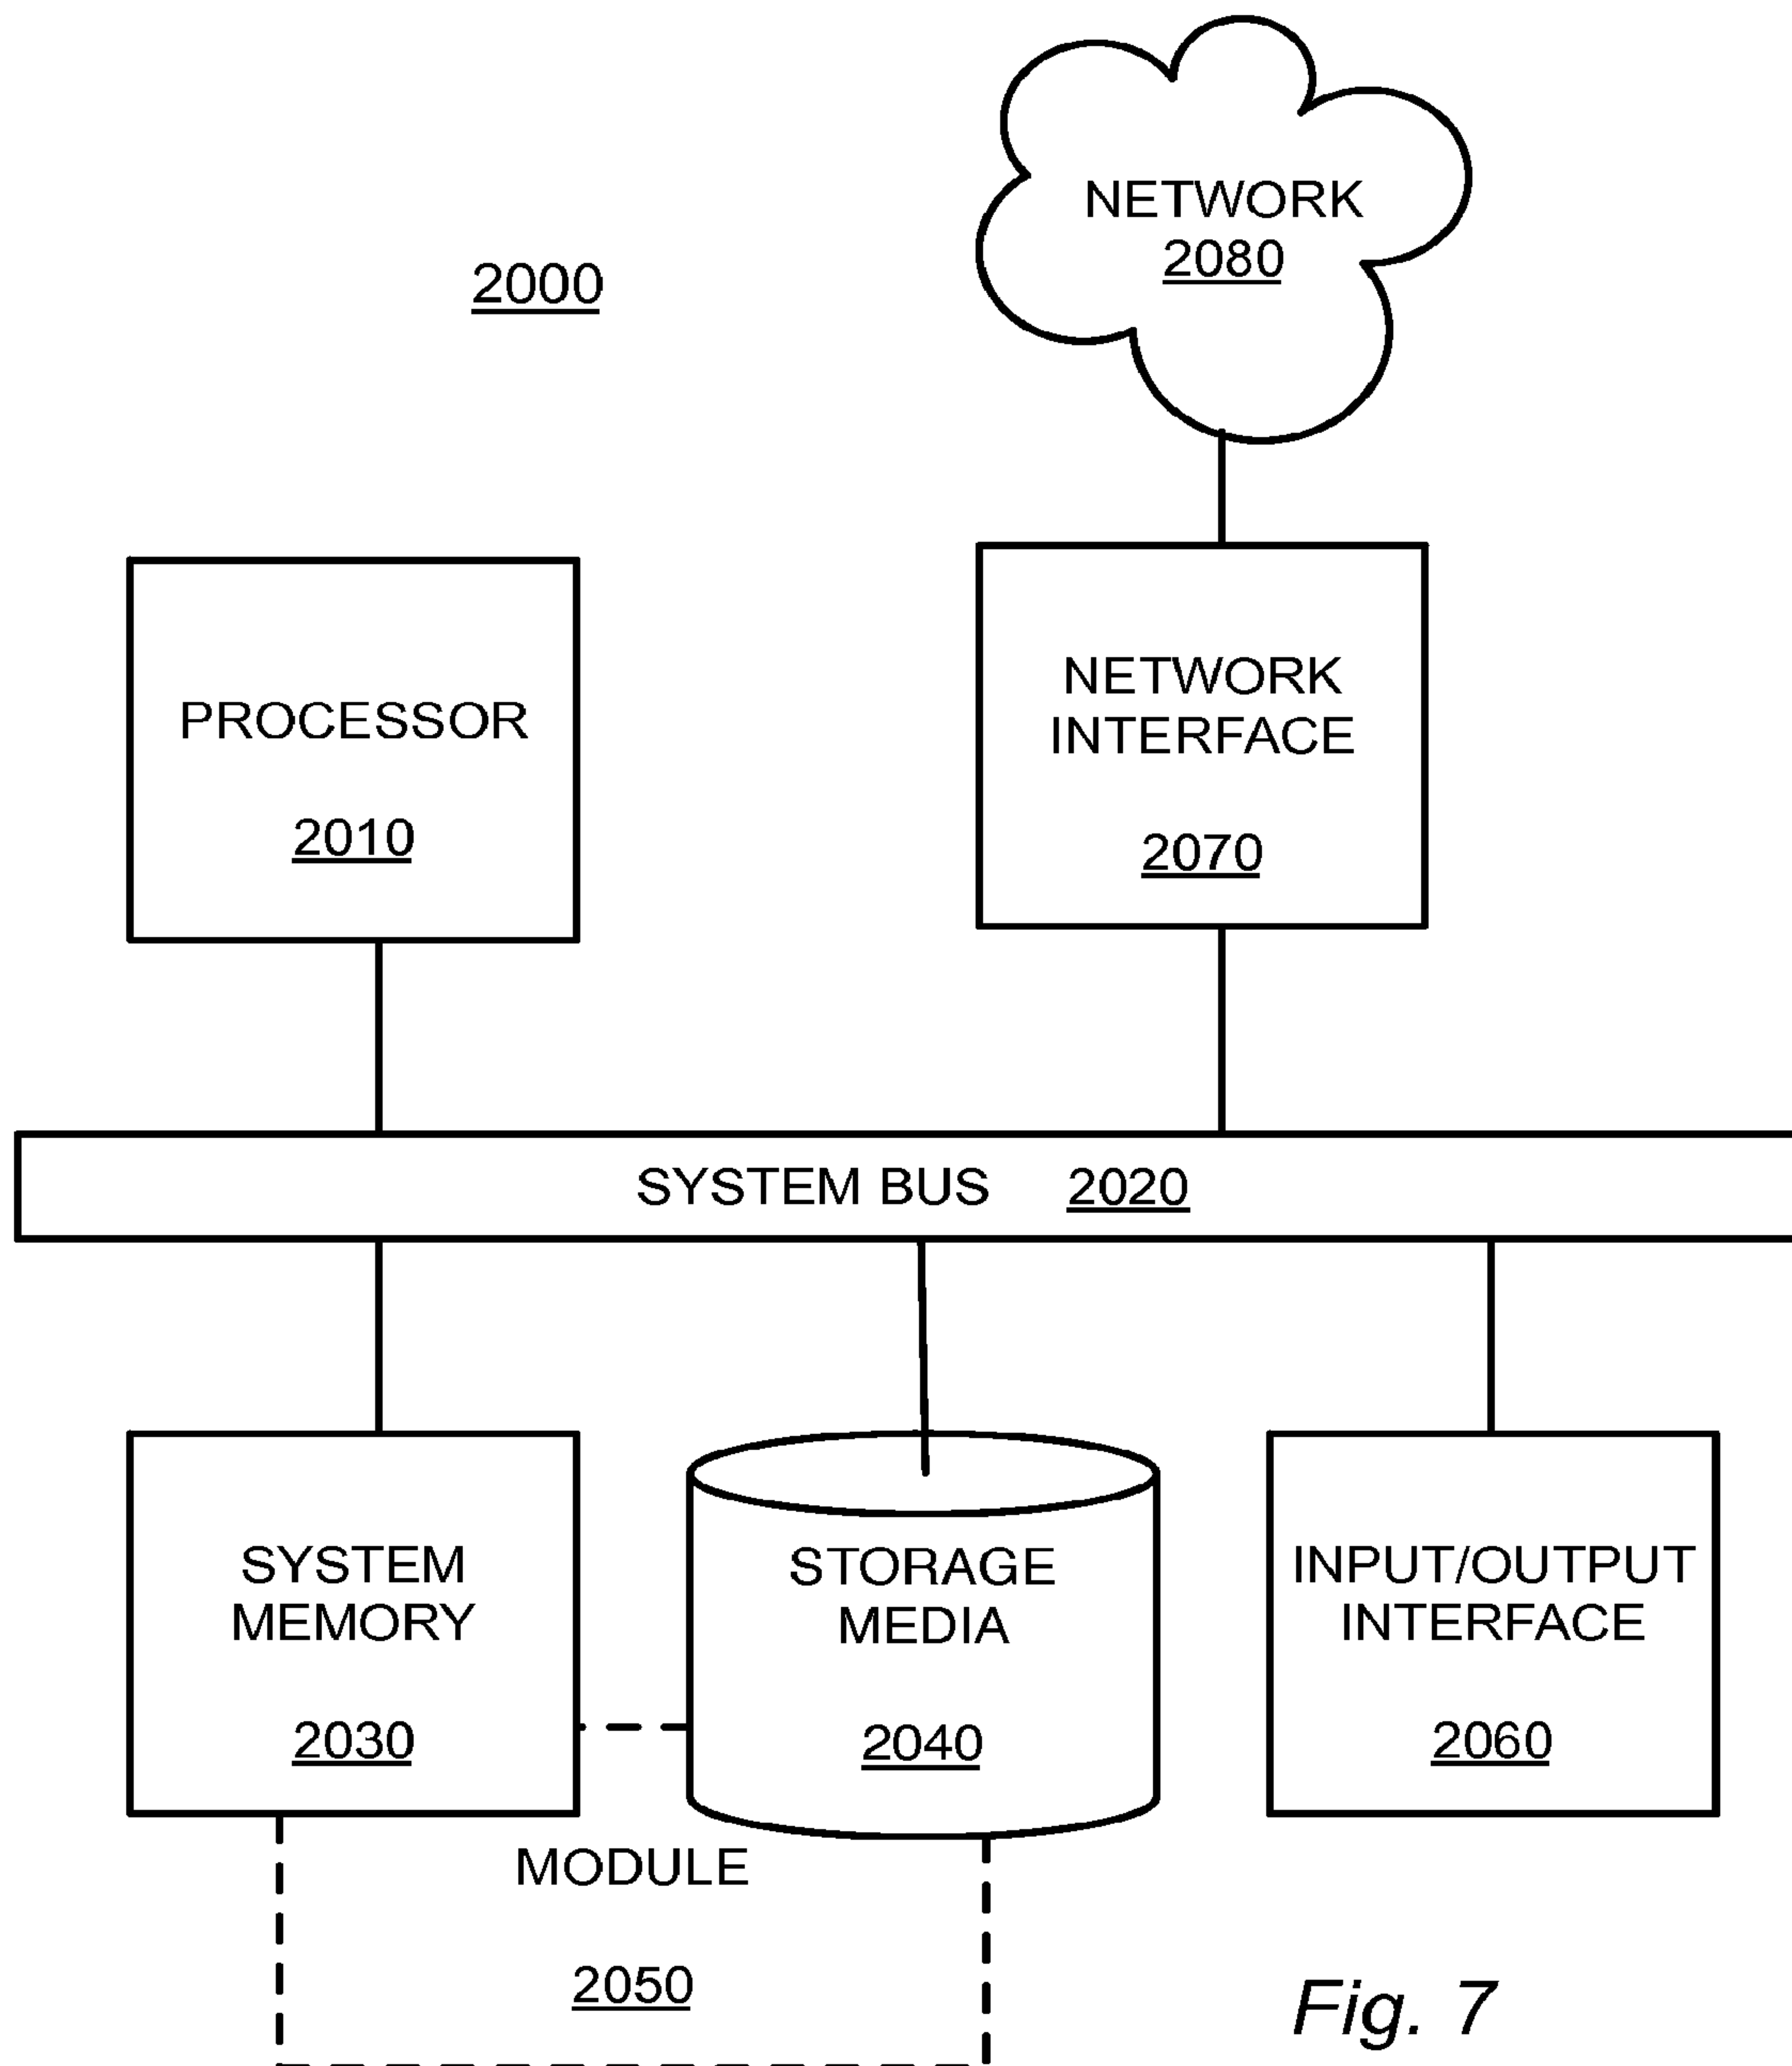 NETWORK
2080
2000
PROCESSOR
2010
NETWORK
INTERFACE
2070
SYSTEM BUS 2020
SYSTEM
MEMORY
2030
STORAGE
MEDIA
2040
INPUT/OUTPUT
INTERFACE
2060
MODULE
2050
Fig. 7